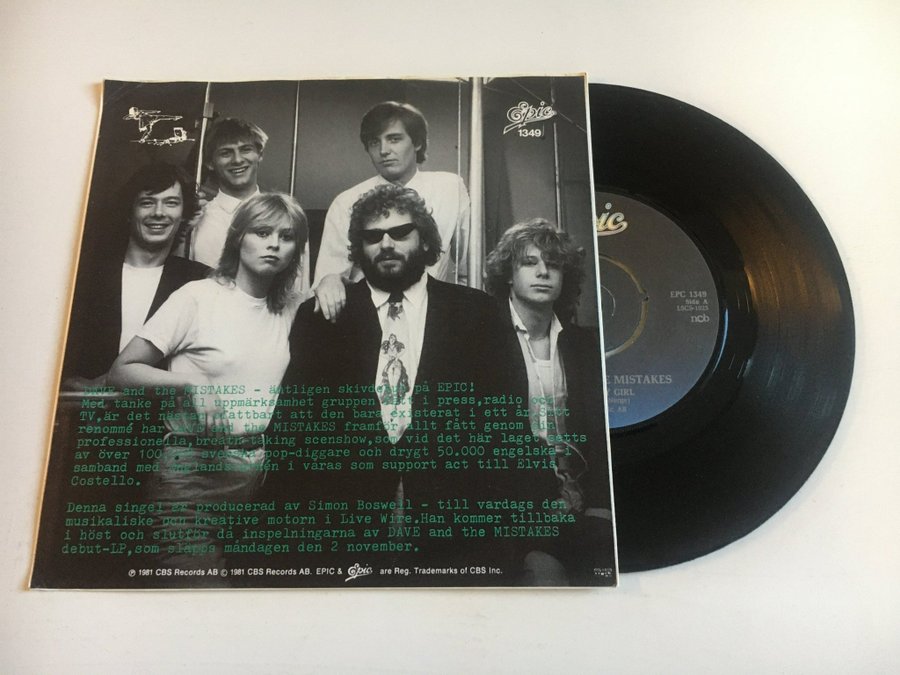 Epic
1349
DAVE and the MISTAKES - äntligen skivdebut på EPIC!
Med tanke på all uppmärksamhet gruppen fått i press,radio och
TV,är det nästan ofattbart att den bara existerat i ett år. Stort
renommé har DAVE and the MISTAKES framför allt fått genom sin
professionella,breath-taking scenshow,som vid det här laget setts
av över 100.000 svenska pop-diggare och drygt 50.000 engelska i
samband med Englandsturnén i våras som support act till Elvis
Costello.
Denna singel är producerad av Simon Boswell - till vardags den
musikaliske och kreative motorn i Live Wire.Han kommer tillbaka
i höst och slutför då inspelningarna av DAVE and the MISTAKES
debut-LP,som släpps måndagen den 2 november.
℗ 1981 CBS Records AB © 1981 CBS Records AB. EPIC & Epic are Reg. Trademarks of CBS Inc.
Epic
EPC 1349
Side A
ncb
MISTAKES
GIRL
AB